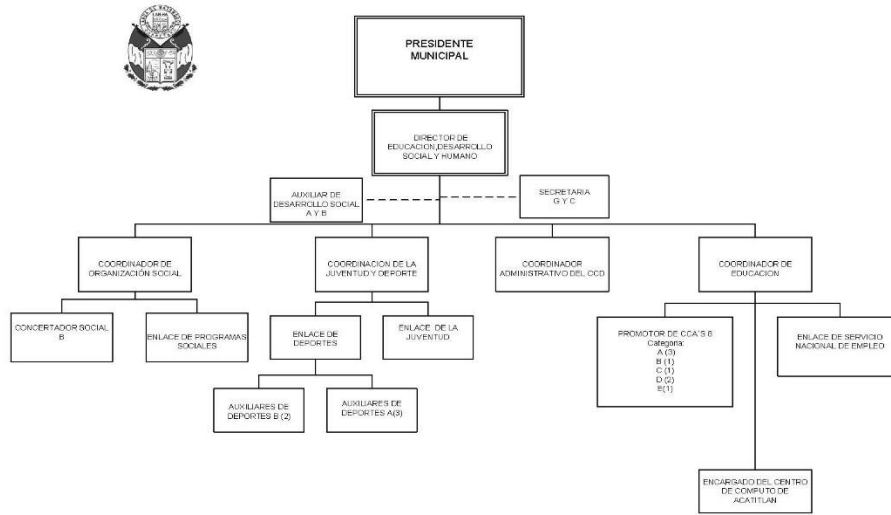 PRESIDENTE
MUNICIPAL
DIRECTOR DE
EDUCACION,DESARROLLO
SOCIAL Y HUMANO
AUXILIAR DE
DESARROLLO SOCIAL
A Y B
SECRETARIA
G Y C
COORDINADOR DE
ORGANIZACIÓN SOCIAL
COORDINACION DE LA
JUVENTUD Y DEPORTE
COORDINADOR
ADMINISTRATIVO DEL CCD
COORDINADOR DE
EDUCACION
CONCERTADOR SOCIAL
B
ENLACE DE PROGRAMAS
SOCIALES
ENLACE DE
DEPORTES
ENLACE DE LA
JUVENTUD
PROMOTOR DE CCA'S 8
Categoria:
A (3)
B (1)
C (1)
D (2)
E(1)
ENLACE DE SERVICIO
NACIONAL DE EMPLEO
AUXILIARES DE
DEPORTES B (2)
AUXILIARES DE
DEPORTES A(3)
ENCARGADO DEL CENTRO
DE COMPUTO DE
ACATITLAN